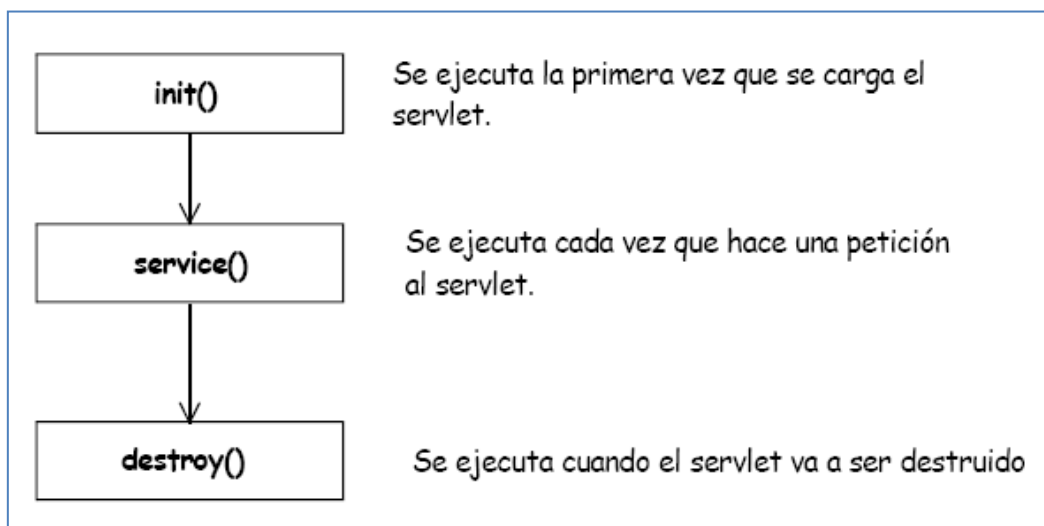 init()
Se ejecuta la primera vez que se carga el
servlet.
service()
Se ejecuta cada vez que hace una petición
al servlet.
destroy()
Se ejecuta cuando el servlet va a ser destruido